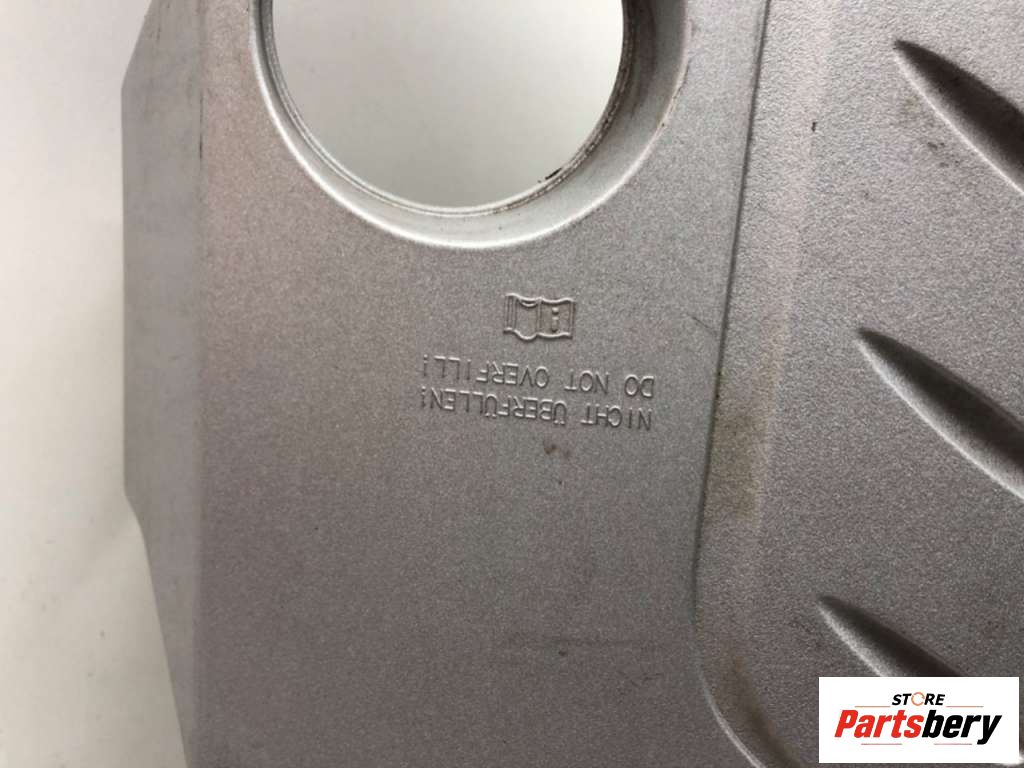 NICHT ÜBERFÜLLEN!
DO NOT OVERFILL!
i
STORE
Partsbery